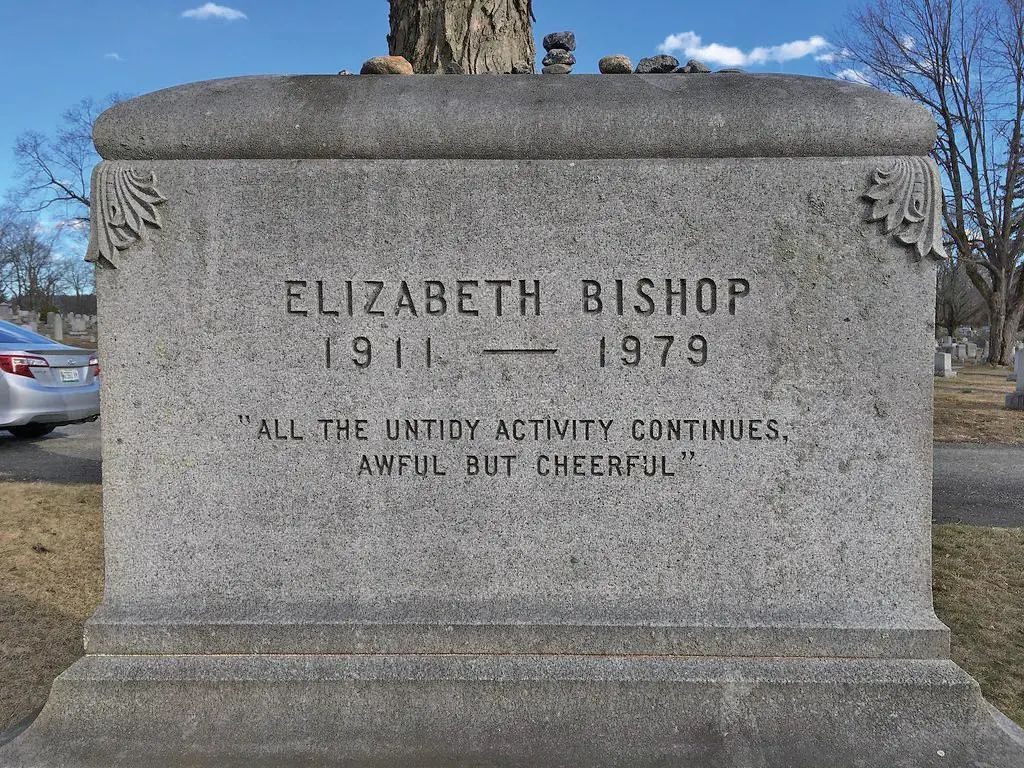 ELIZABETH BISHOP
1911 — 1979
"ALL THE UNTIDY ACTIVITY CONTINUES,
AWFUL BUT CHEERFUL"